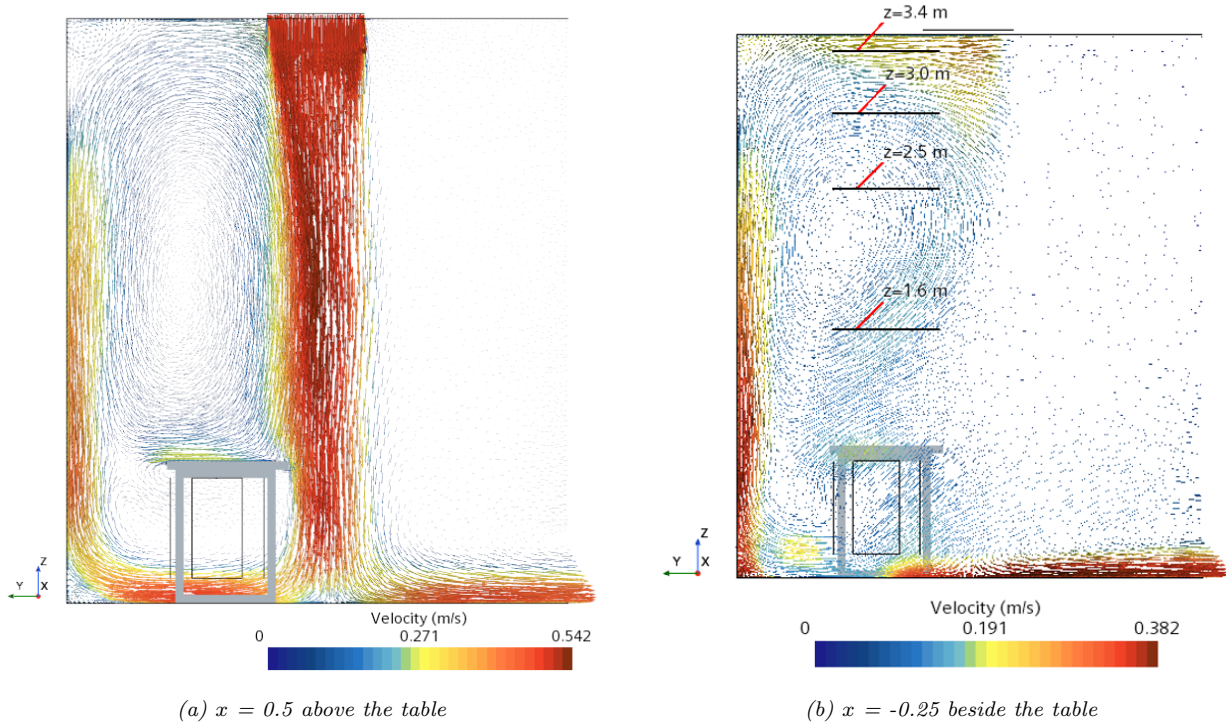 z=3.4 m
z=3.0 m
z=2.5 m
z=1.6 m
Z
Y
X
Z
Y
X
Velocity (m/s)
0
0.271
0.542
Velocity (m/s)
0
0.191
0.382
(a) x = 0.5 above the table
(b) x = -0.25 beside the table